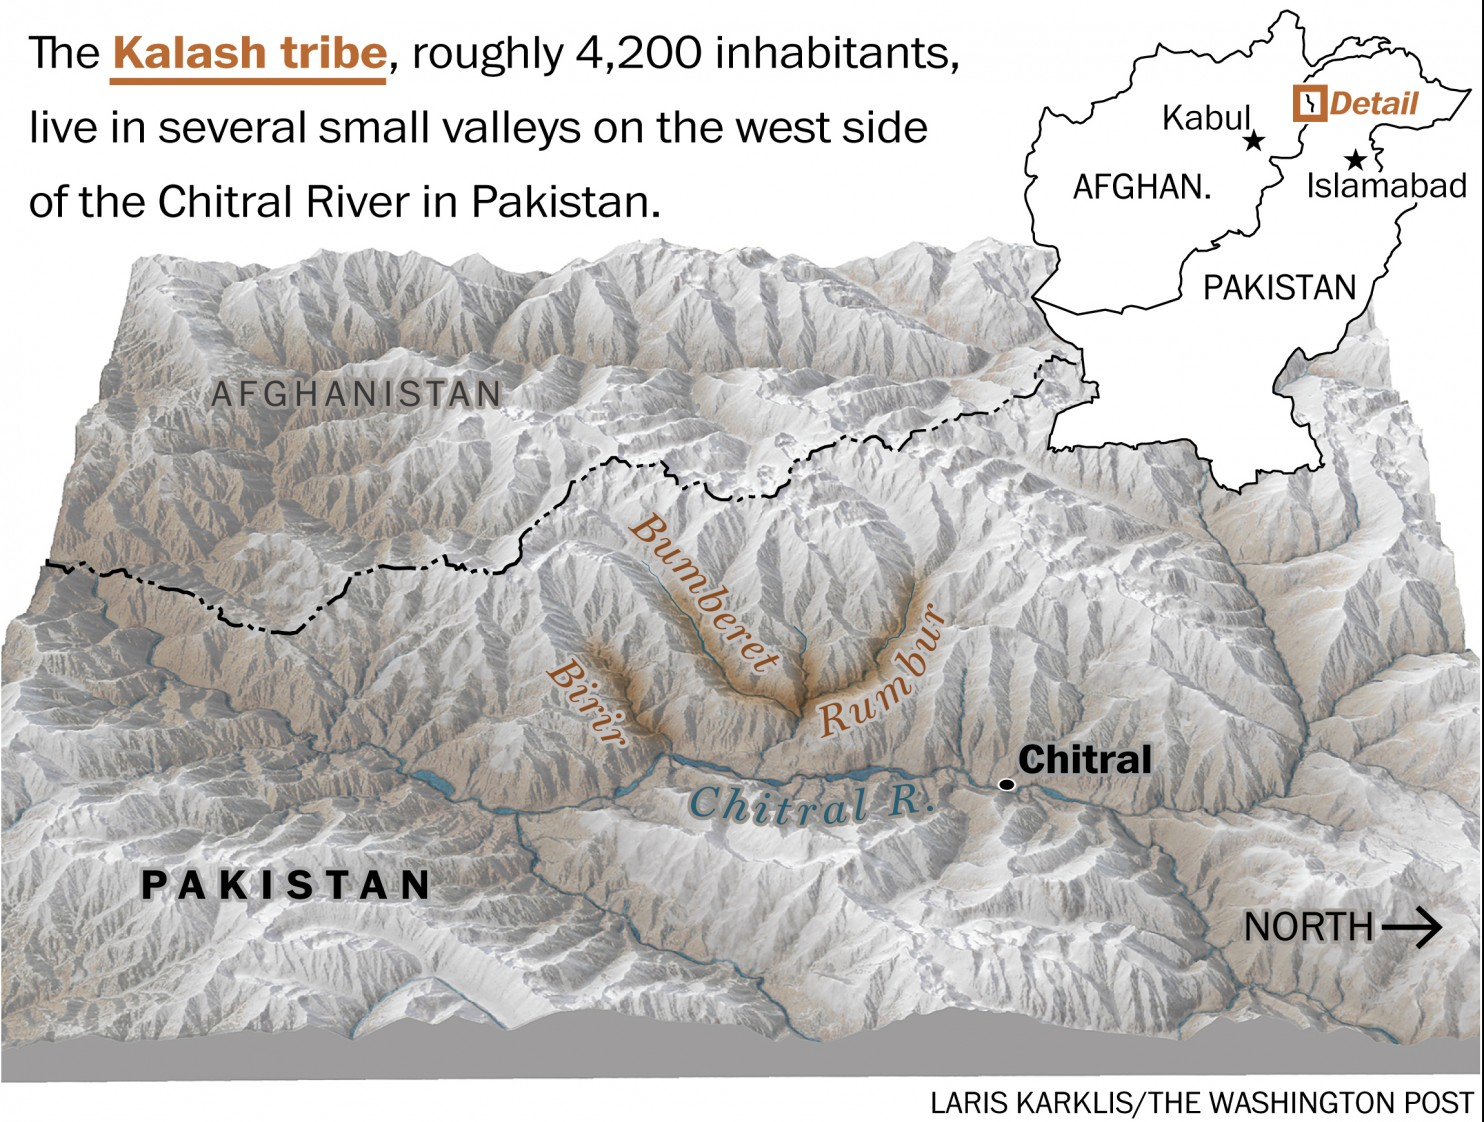 The Kalash tribe, roughly 4,200 inhabitants,
live in several small valleys on the west side
of the Chitral River in Pakistan.
Detail
Kabul
AFGHAN.
Islamabad
PAKISTAN
AFGHANISTAN
Bumberet
Birir
Rumbur
Chitral
Chitral R.
PAKISTAN
NORTH
LARIS KARKLIS/THE WASHINGTON POST